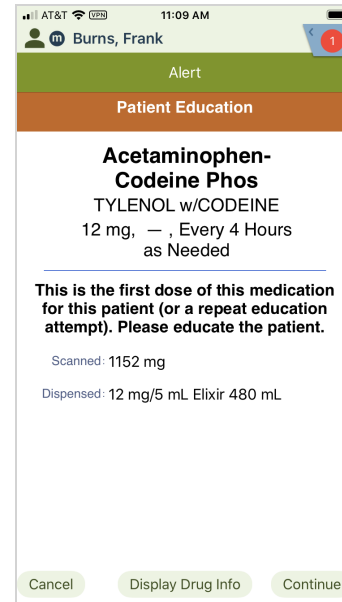 AT&T VPN 11:09 AM
m Burns, Frank
1
Alert
Patient Education
Acetaminophen-
Codeine Phos
TYLENOL w/CODEINE
12 mg, — , Every 4 Hours
as Needed
This is the first dose of this medication
for this patient (or a repeat education
attempt). Please educate the patient.
Scanned: 1152 mg
Dispensed: 12 mg/5 mL Elixir 480 mL
Cancel Display Drug Info Continue